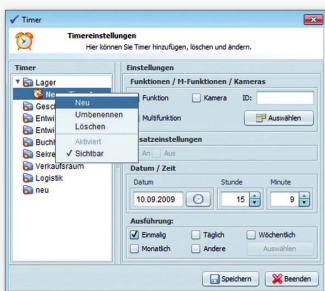 Timer
Timereinstellungen
Hier können Sie Timer hinzufügen, löschen und ändern.
Timer
Lager
Neu
Umbenennen
Löschen
Aktiviert
Sichtbar
Verkaufsraum
Logistik
neu
Einstellungen
Funktionen / M-Funktionen / Kameras
Funktion
Kamera
ID:
Multifunktion
Auswählen
An
Aus
Datum / Zeit
Datum
Stunde
Minute
10.09.2009
15
9
Ausführung:
Einmalig
Täglich
Wöchentlich
Monatlich
Andere
Auswählen
Speichern
Beenden